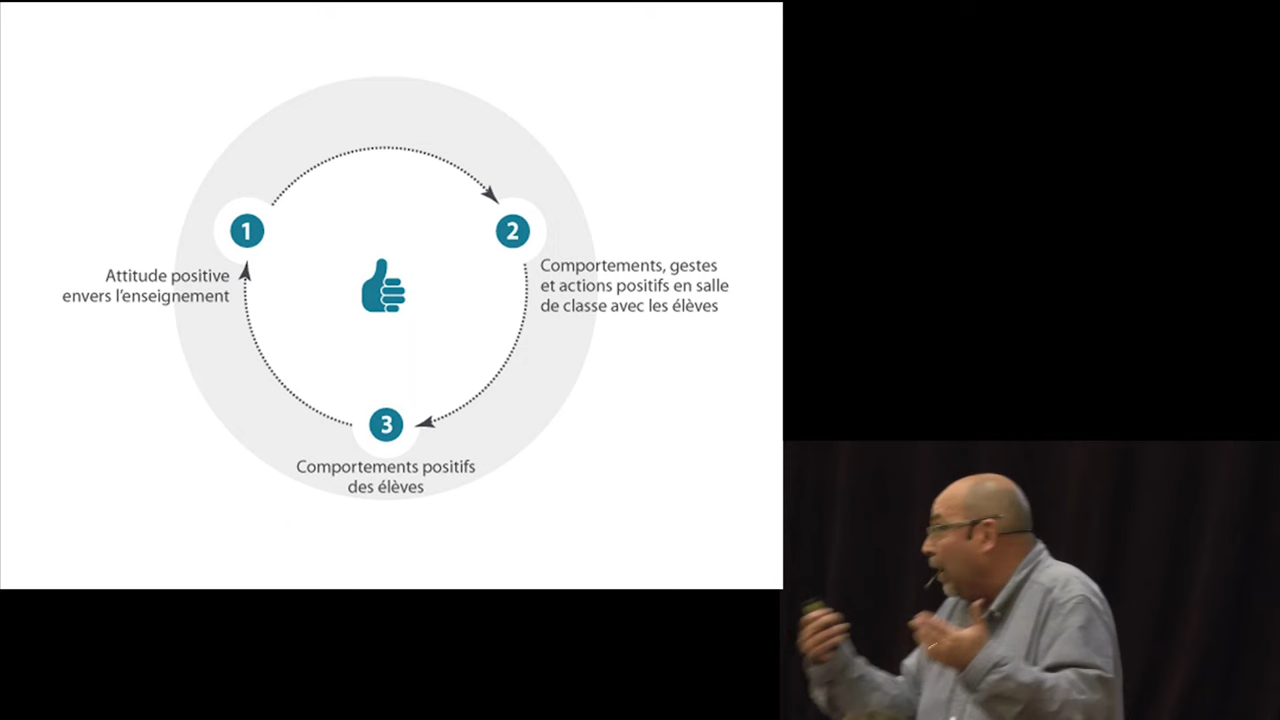 1
Attitude positive
envers l'enseignement
2
Comportements, gestes
et actions positifs en salle
de classe avec les élèves
3
Comportements positifs
des élèves